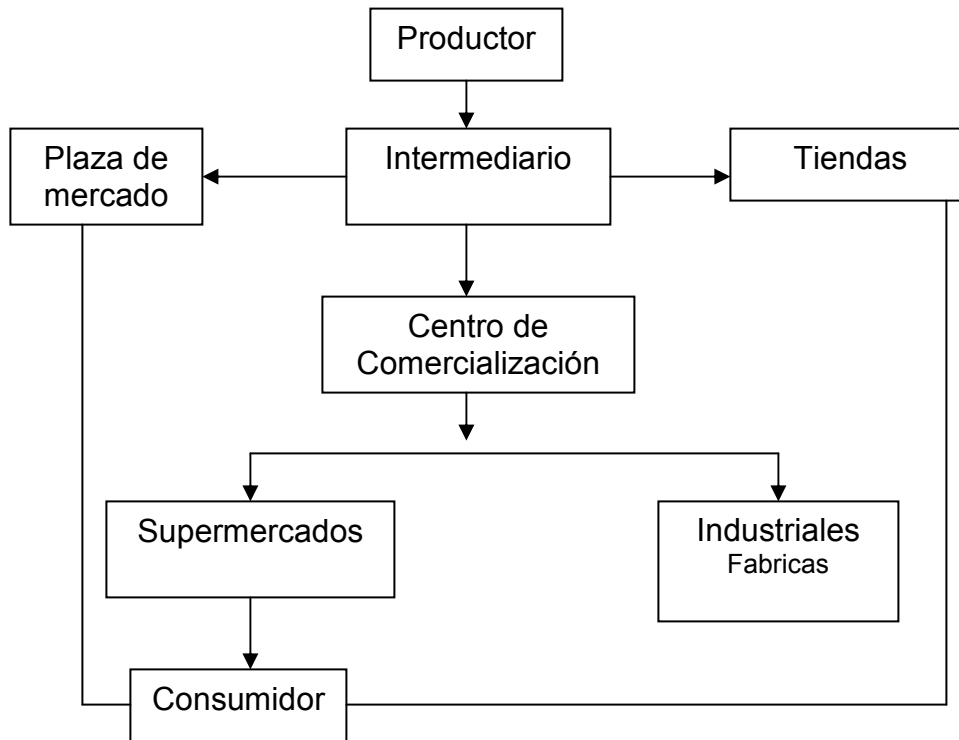 Productor
Plaza de
mercado
Intermediario
Tiendas
Centro de
Comercialización
Supermercados
Industriales
Fabricas
Consumidor